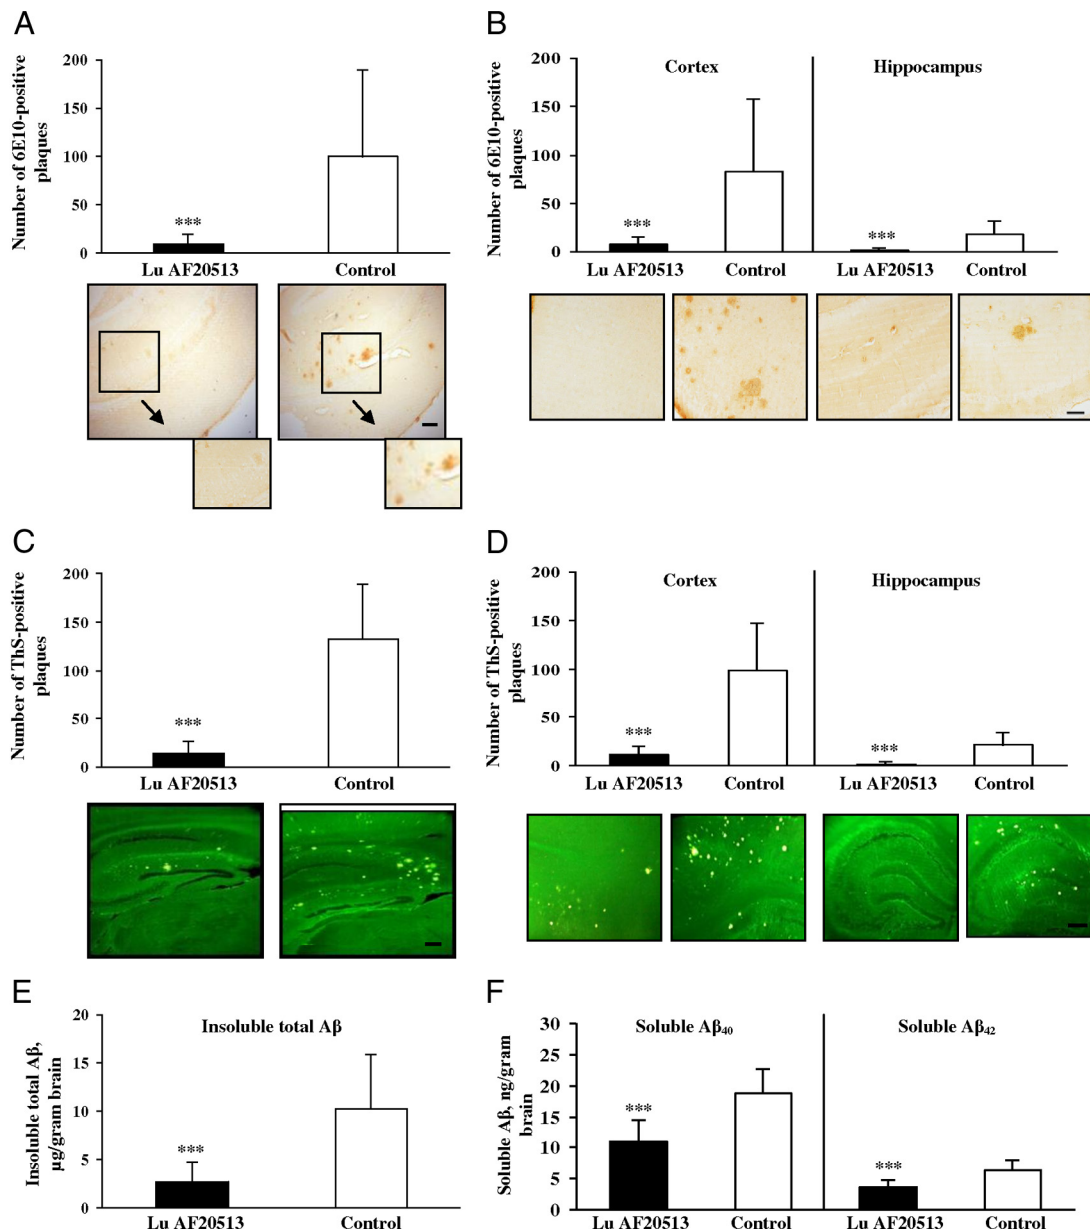 A
Number of 6E10-positive
plaques
200
150
100
50
0
***
Lu AF20513
Control
B
Number of 6E10-positive
plaques
200
150
100
50
0
Cortex
Hippocampus
***
***
Lu AF20513
Control
Lu AF20513
Control
C
Number of ThS-positive
plaques
200
150
100
50
0
***
Lu AF20513
Control
D
Number of ThS-positive
plaques
200
150
100
50
0
Cortex
Hippocampus
***
***
Lu AF20513
Control
Lu AF20513
Control
E
Insoluble total Aβ,
µg/gram brain
20
15
10
5
0
Insoluble total Aβ
***
Lu AF20513
Control
F
Soluble Aβ, ng/gram
brain
30
25
20
15
10
5
0
Soluble Aβ₄₀
Soluble Aβ₄₂
***
***
Lu AF20513
Control
Lu AF20513
Control